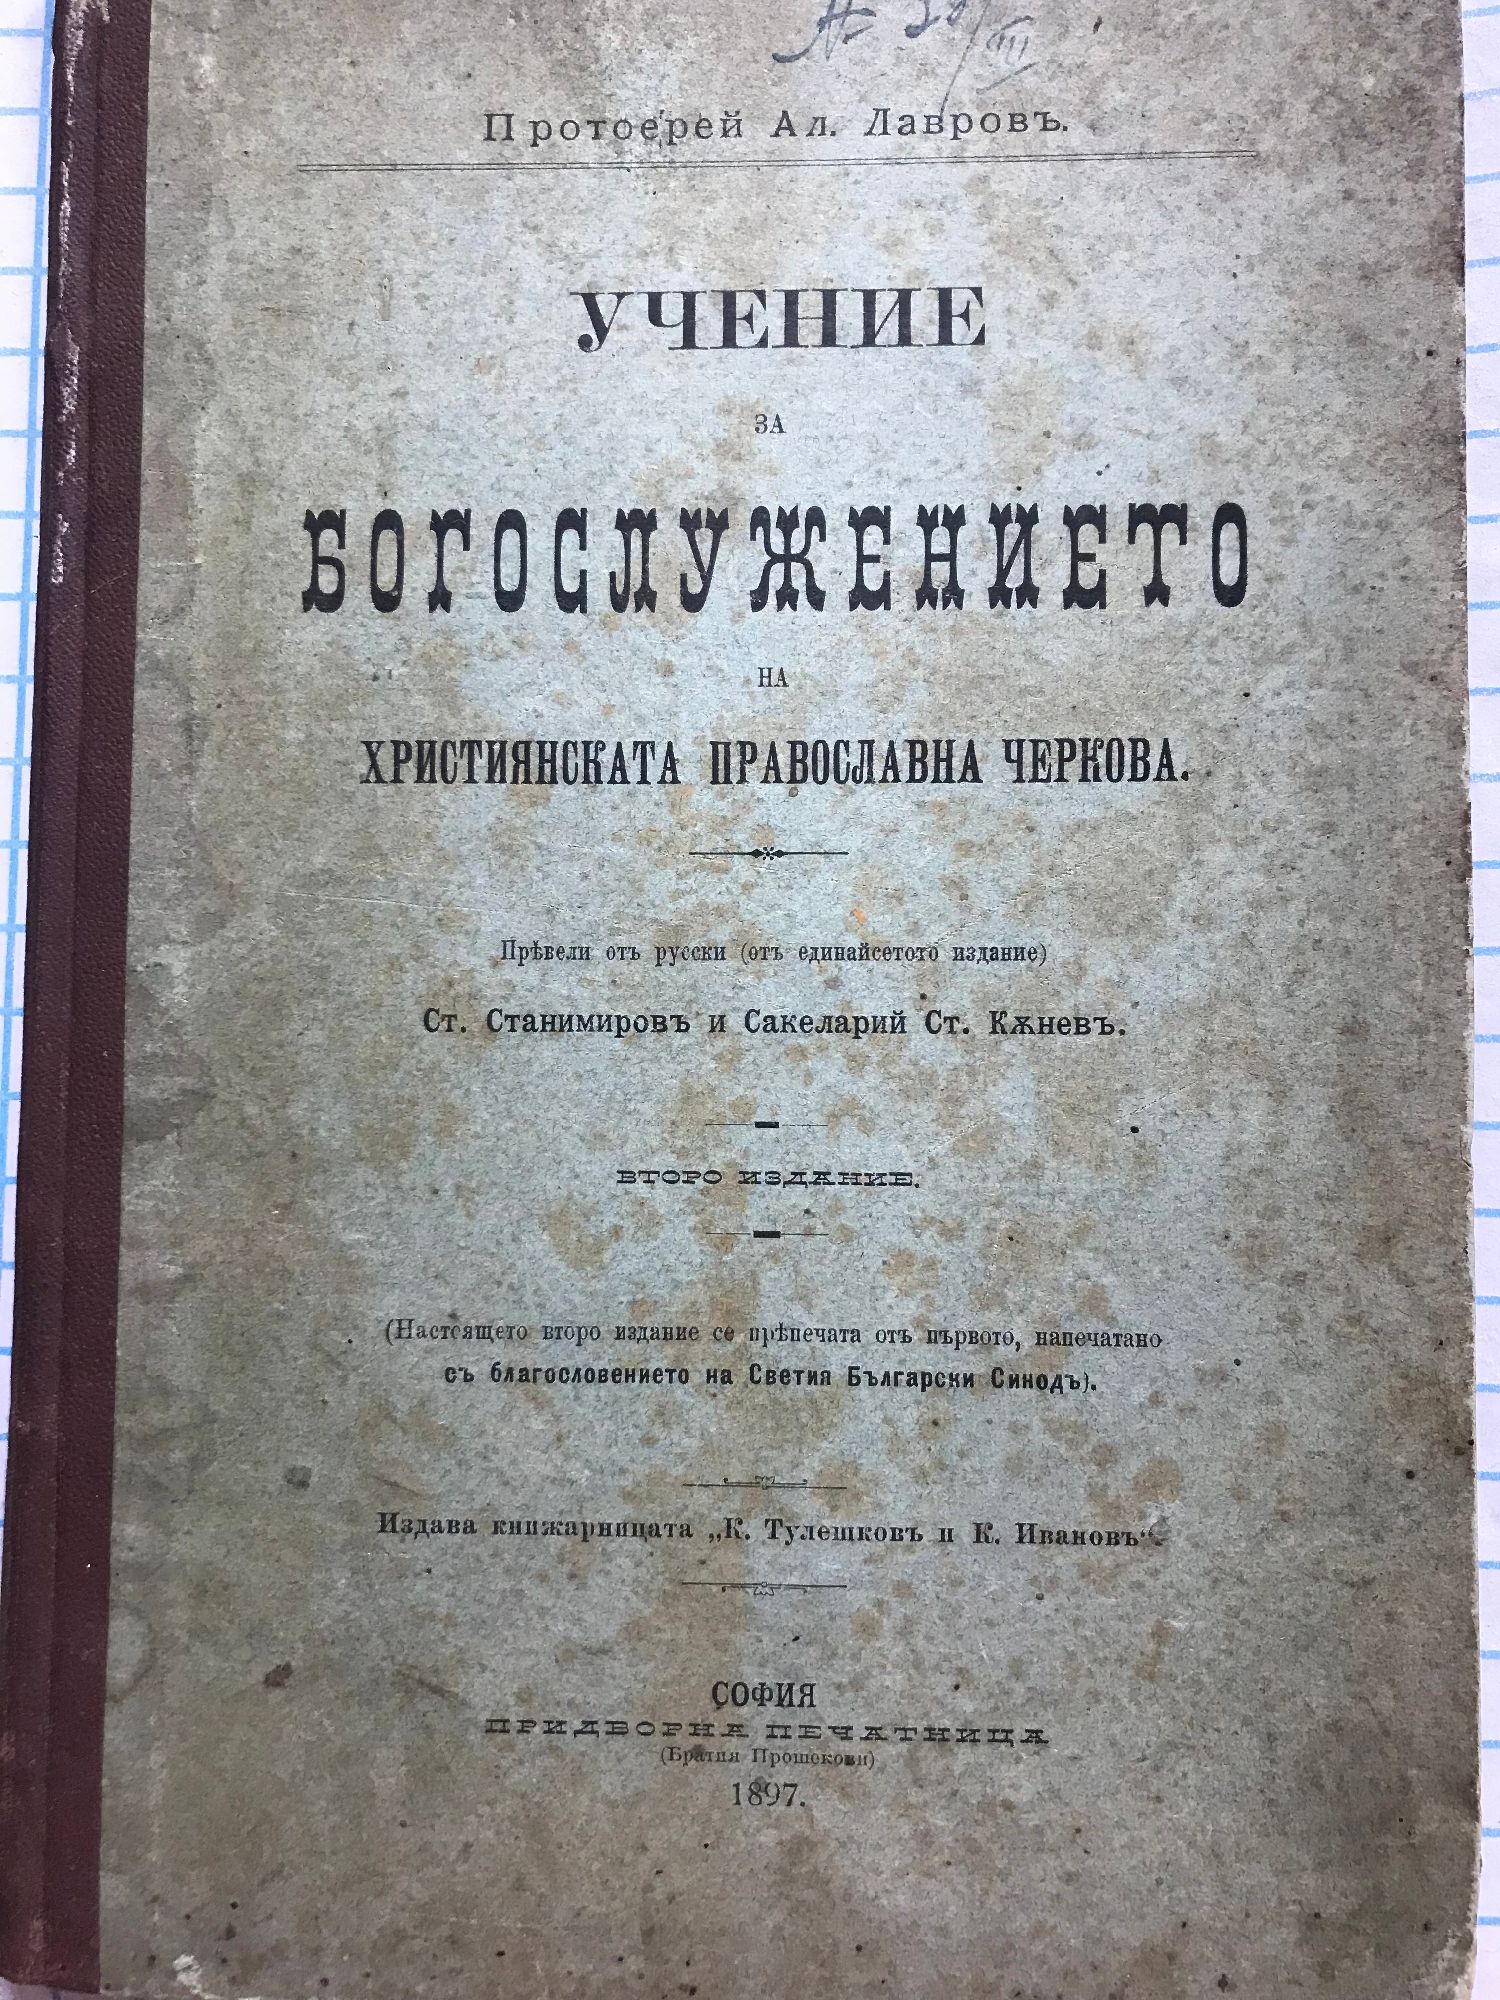 Протоерей Ал. Лавровъ.
УЧЕНИЕ
ЗА
БОГОСЛУЖЕНИЕТО
НА
ХРИСТИЯНСКАТА ПРАВОСЛАВНА ЧЕРКОВА.
Прѣвели отъ русски (отъ единайсетото издание)
Ст. Станимировъ и Сакеларий Ст. Кѫневъ.
ВТОРО ИЗДАНИЕ.
(Настоящето второ издание се прѣпечата отъ първото, напечатано
съ благословението на Светия Български Синодъ).
Издава книжарницата „К. Тулешковъ и К. Ивановъ“
СОФИЯ
ПРИДВОРНА ПЕЧАТНИЦА
(Братия Прошекови)
1897.